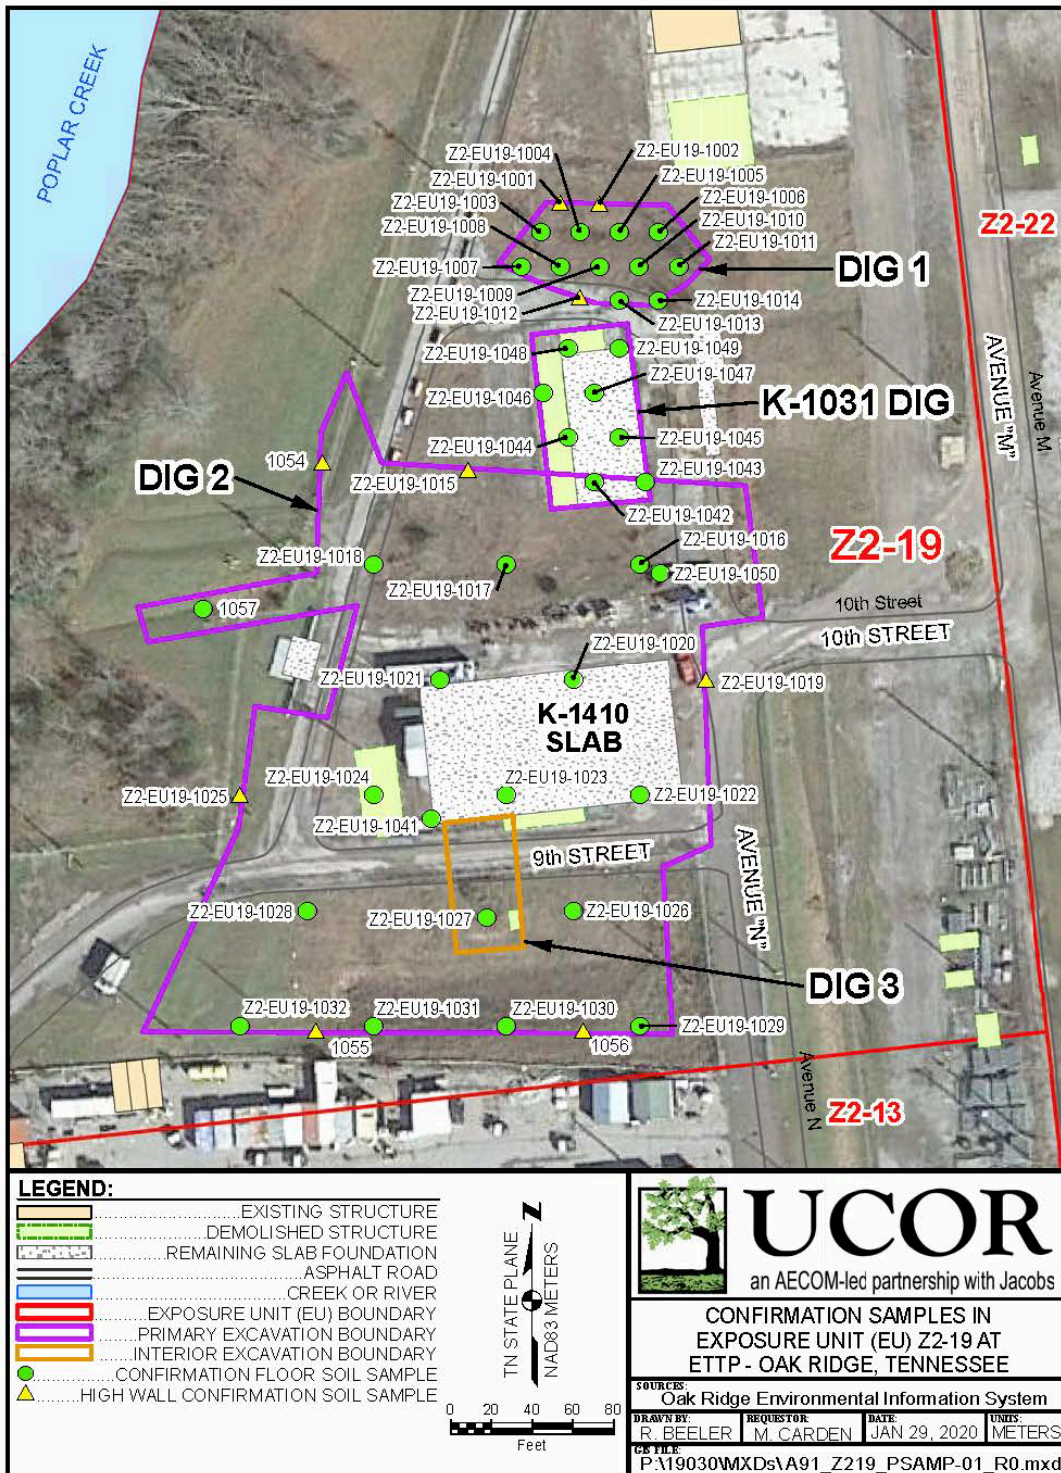 POPLAR CREEK
Z2-EU19-1004
Z2-EU19-1002
Z2-EU19-1001
Z2-EU19-1005
Z2-EU19-1003
Z2-EU19-1006
Z2-EU19-1008
Z2-EU19-1010
Z2-22
Z2-EU19-1011
Z2-EU19-1007
DIG 1
Z2-EU19-1009
Z2-EU19-1014
Z2-EU19-1012
Z2-EU19-1013
Z2-EU19-1048
Z2-EU19-1049
Z2-EU19-1047
Z2-EU19-1046
K-1031 DIG
AVENUE "M"
Avenue M
Z2-EU19-1044
Z2-EU19-1045
1054
DIG 2
Z2-EU19-1015
Z2-EU19-1043
Z2-EU19-1042
Z2-EU19-1016
Z2-19
Z2-EU19-1018
Z2-EU19-1017
Z2-EU19-1050
1057
10th Street
10th STREET
Z2-EU19-1020
Z2-EU19-1021
Z2-EU19-1019
K-1410
SLAB
Z2-EU19-1024
Z2-EU19-1023
Z2-EU19-1025
Z2-EU19-1022
Z2-EU19-1041
9th STREET
AVENUE "N"
Z2-EU19-1028
Z2-EU19-1027
Z2-EU19-1026
DIG 3
Z2-EU19-1032
Z2-EU19-1031
Z2-EU19-1030
Z2-EU19-1029
1055
1056
Avenue N
Z2-13
LEGEND:
EXISTING STRUCTURE
DEMOLISHED STRUCTURE
REMAINING SLAB FOUNDATION
ASPHALT ROAD
CREEK OR RIVER
EXPOSURE UNIT (EU) BOUNDARY
PRIMARY EXCAVATION BOUNDARY
INTERIOR EXCAVATION BOUNDARY
CONFIRMATION FLOOR SOIL SAMPLE
HIGH WALL CONFIRMATION SOIL SAMPLE
N
TN STATE PLANE
NAD83 METERS
0 20 40 60 80
Feet
UCOR
an AECOM-led partnership with Jacobs
CONFIRMATION SAMPLES IN
EXPOSURE UNIT (EU) Z2-19 AT
ETTP - OAK RIDGE, TENNESSEE
SOURCES:
Oak Ridge Environmental Information System
DRAWN BY: REQUESTOR: DATE: UNITS:
R. BEELER M. CARDEN JAN 29, 2020 METERS
GIS FILE:
P:\19030\MXDs\A91_Z219_PSAMP-01_R0.mxd